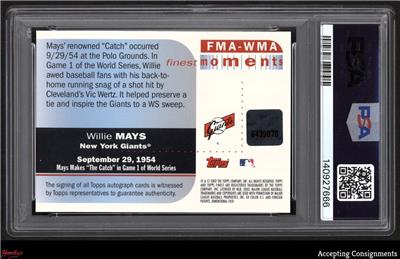 Mays' renowned "Catch" occurred
9/29/54 at the Polo Grounds. In
Game 1 of the World Series, Willie
awed baseball fans with his back-to-
home running snag of a shot hit by
Cleveland's Vic Wertz. It helped preserve a
tie and inspire the Giants to a WS sweep.
FMA-WMA
finest moments
Willie MAYS
New York Giants®
September 29, 1954
Mays Makes "The Catch" in Game 1 of World Series
The signing of all Topps autograph cards is witnessed
by Topps representatives to guarantee authenticity.
Giants
Topps
PSA
PSA
140927666
Accepting Consignments